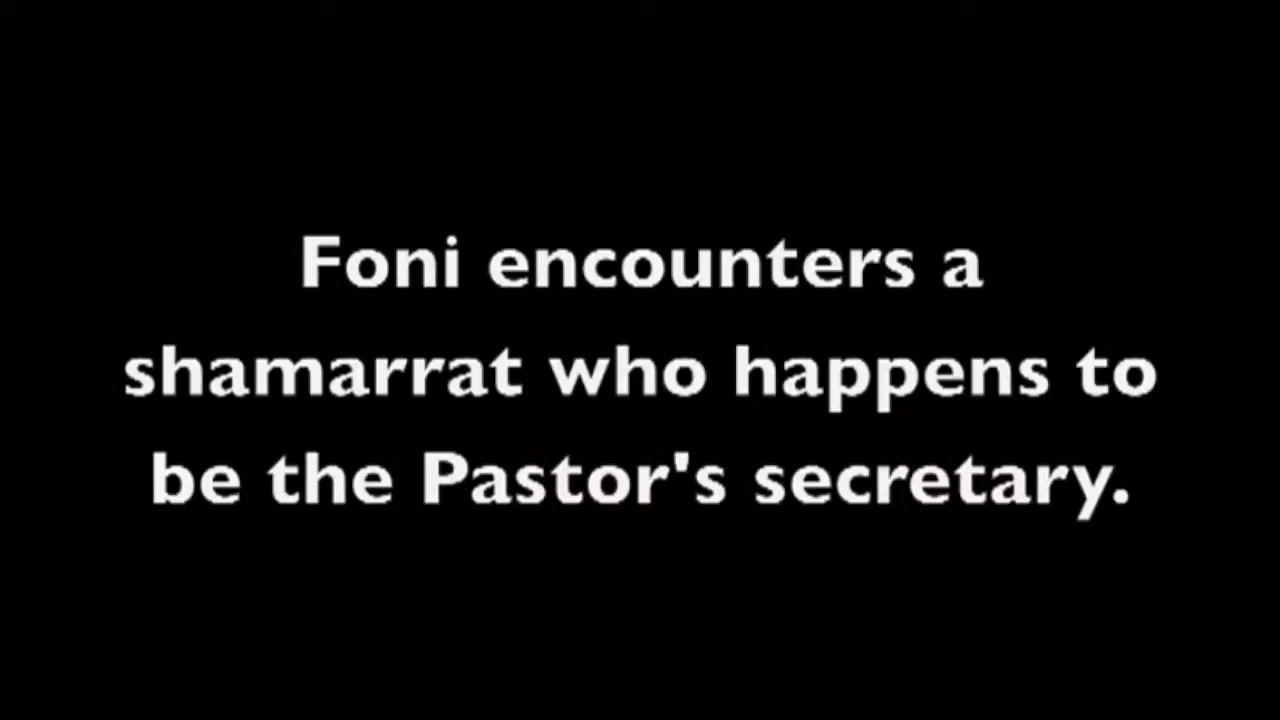 Foni encounters a
shamarrat who happens to
be the Pastor's secretary.